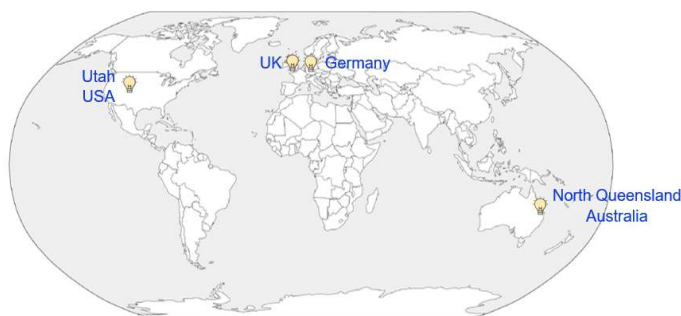 UK
Germany
Utah
USA
North Queensland
Australia